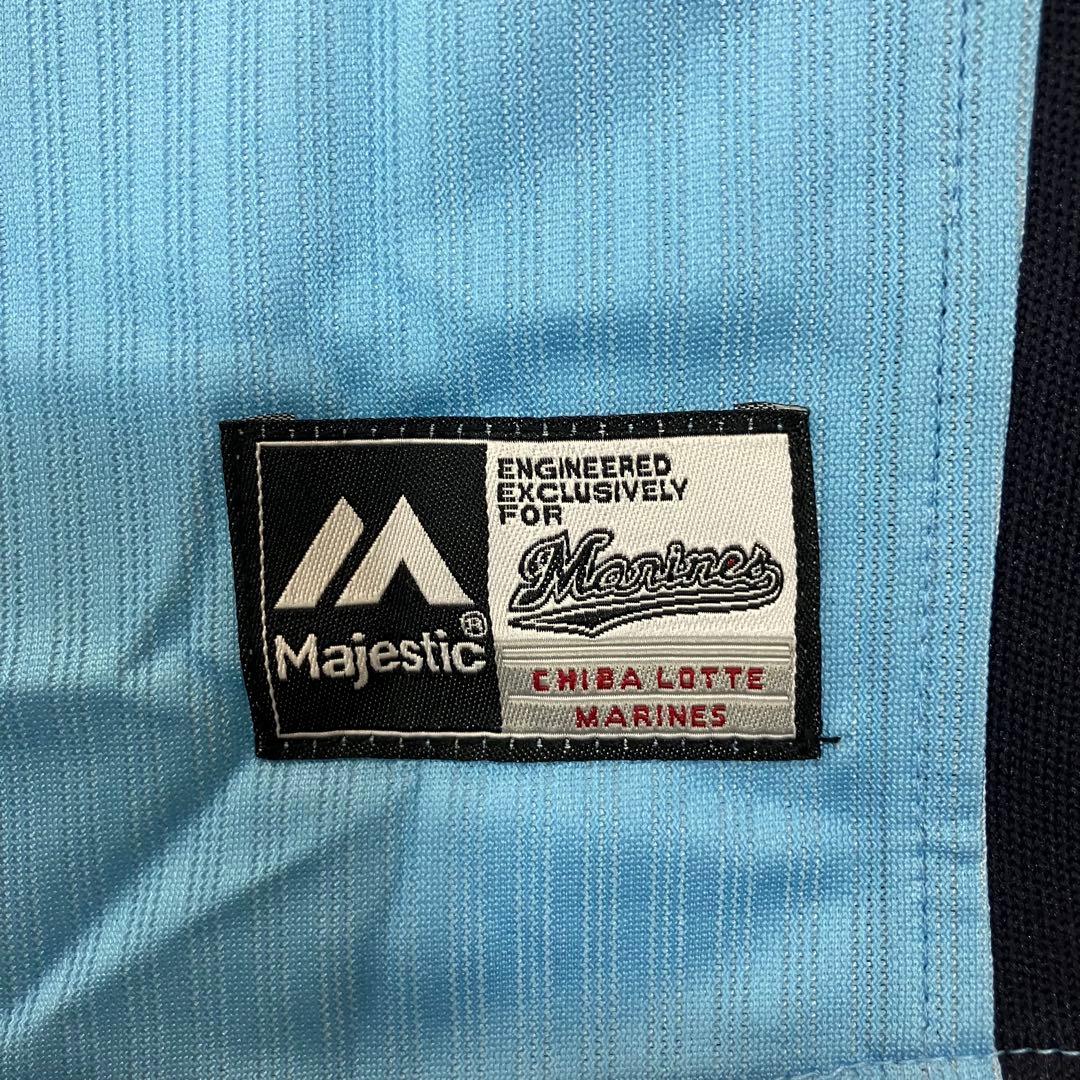 Majestic®
ENGINEERED
EXCLUSIVELY
FOR
Marines
CHIBA LOTTE
MARINES